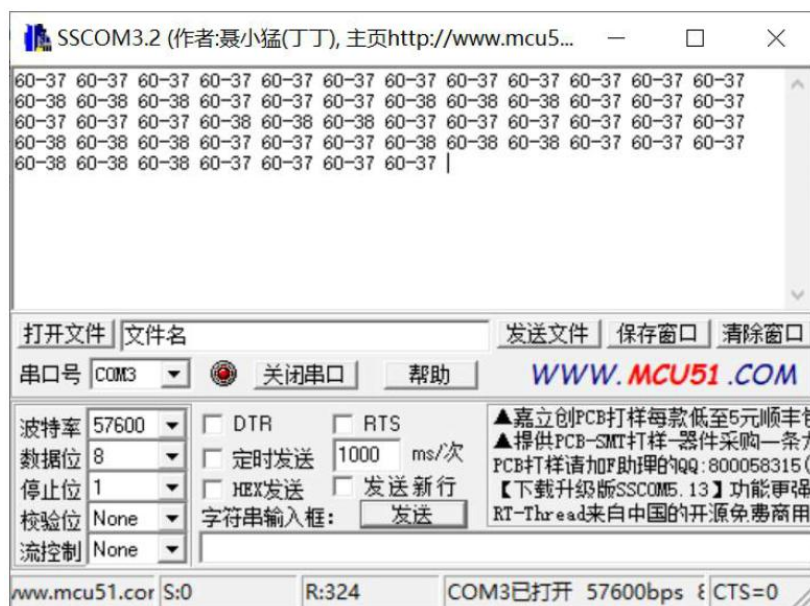 SSCOM3.2 (作者:聂小猛(丁丁), 主页http://www.mcu5...
60-37 60-37 60-37 60-37 60-37 60-37 60-37 60-37 60-37 60-37 60-37 60-37
60-38 60-38 60-38 60-37 60-37 60-37 60-38 60-38 60-38 60-37 60-37 60-37
60-37 60-37 60-37 60-38 60-38 60-38 60-37 60-37 60-37 60-37 60-37 60-37
60-38 60-38 60-38 60-37 60-37 60-37 60-38 60-38 60-38 60-37 60-37 60-37
60-38 60-38 60-38 60-37 60-37 60-37 60-37
打开文件 文件名 发送文件 保存窗口 清除窗口
串口号 COM3 关闭串口 帮助 WWW.MCU51.COM
波特率 57600 DTR RTS
数据位 8 定时发送 1000 ms/次
停止位 1 HEX发送 发送新行
校验位 None 字符串输入框: 发送
流控制 None
▲嘉立创PCB打样每款低至5元顺丰
▲提供PCB-SMT打样-器件采购一条
PCB打样请加F助理的QQ:800058315(
【下载升级版SSCOM5.13】功能更强
RT-Thread来自中国的开源免费商用
www.mcu51.cor S:0 R:324 COM3已打开 57600bps 8 CTS=0